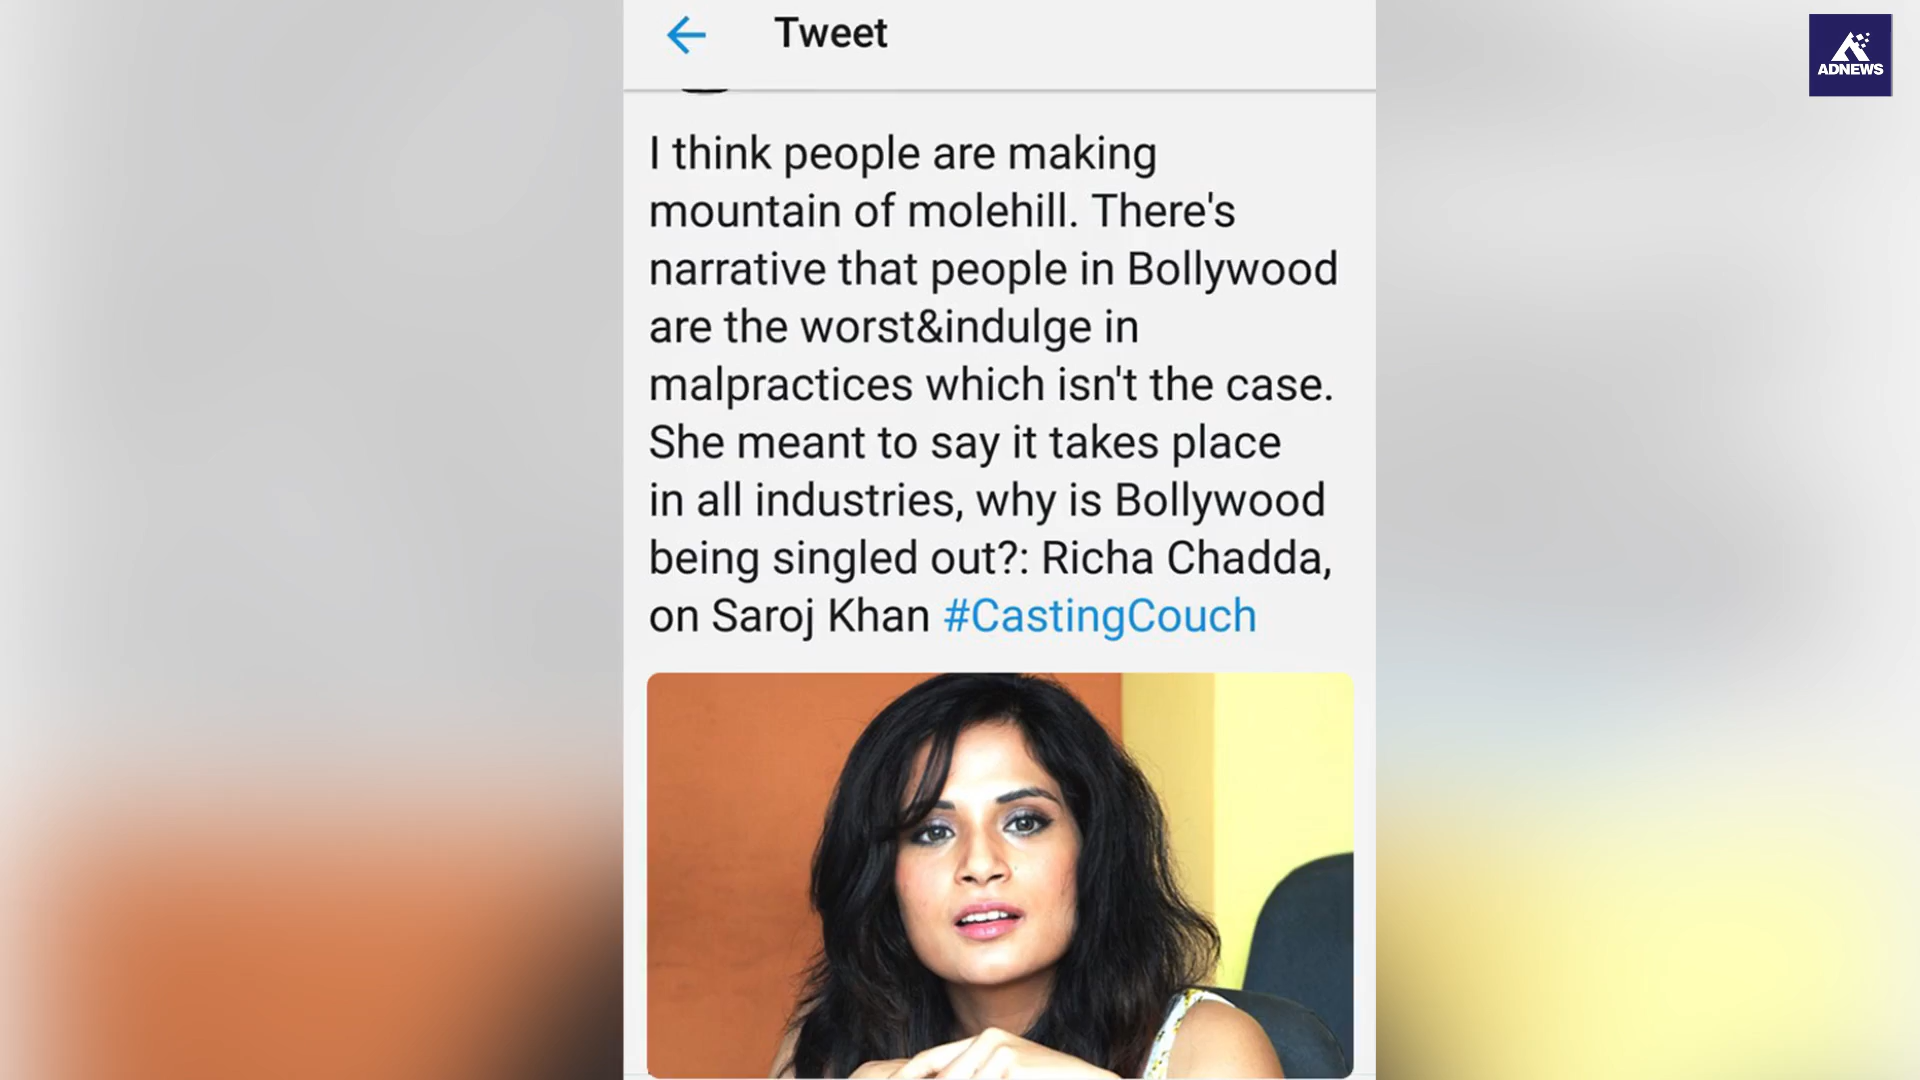 Tweet
ADNEWS
I think people are making
mountain of molehill. There's
narrative that people in Bollywood
are the worst&indulge in
malpractices which isn't the case.
She meant to say it takes place
in all industries, why is Bollywood
being singled out?: Richa Chadda,
on Saroj Khan #CastingCouch